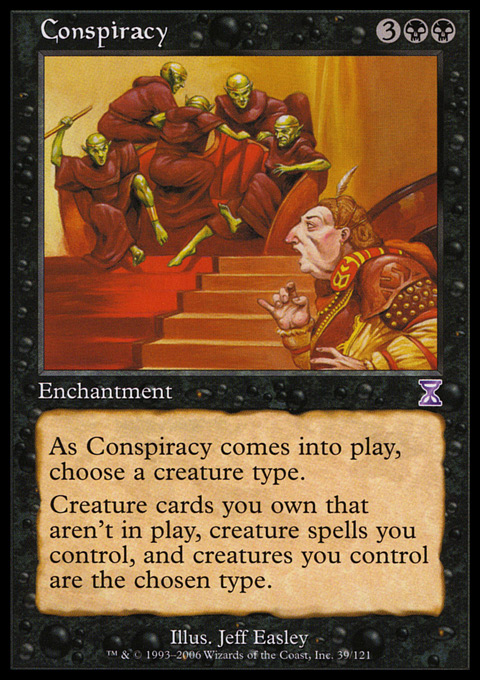 Conspiracy 3
Enchantment
As Conspiracy comes into play,
choose a creature type.
Creature cards you own that
aren't in play, creature spells you
control, and creatures you control
are the chosen type.
Illus. Jeff Easley
™ & © 1993–2006 Wizards of the Coast, Inc. 39/121